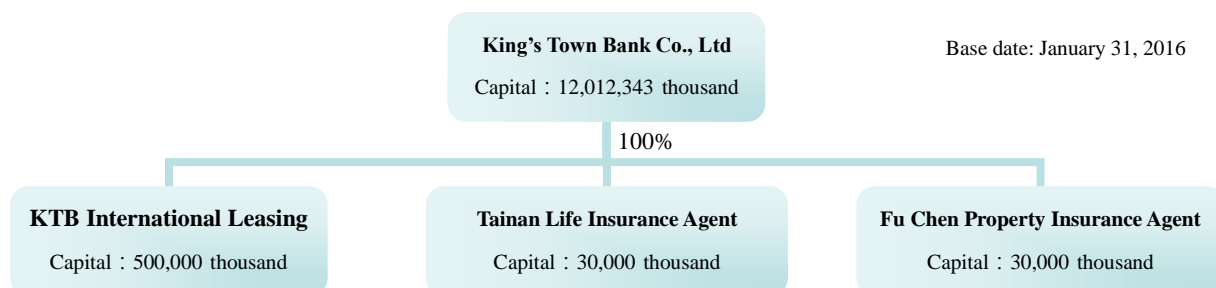 King’s Town Bank Co., Ltd
Capital：12,012,343 thousand
Base date: January 31, 2016
100%
KTB International Leasing
Capital：500,000 thousand
Tainan Life Insurance Agent
Capital：30,000 thousand
Fu Chen Property Insurance Agent
Capital：30,000 thousand